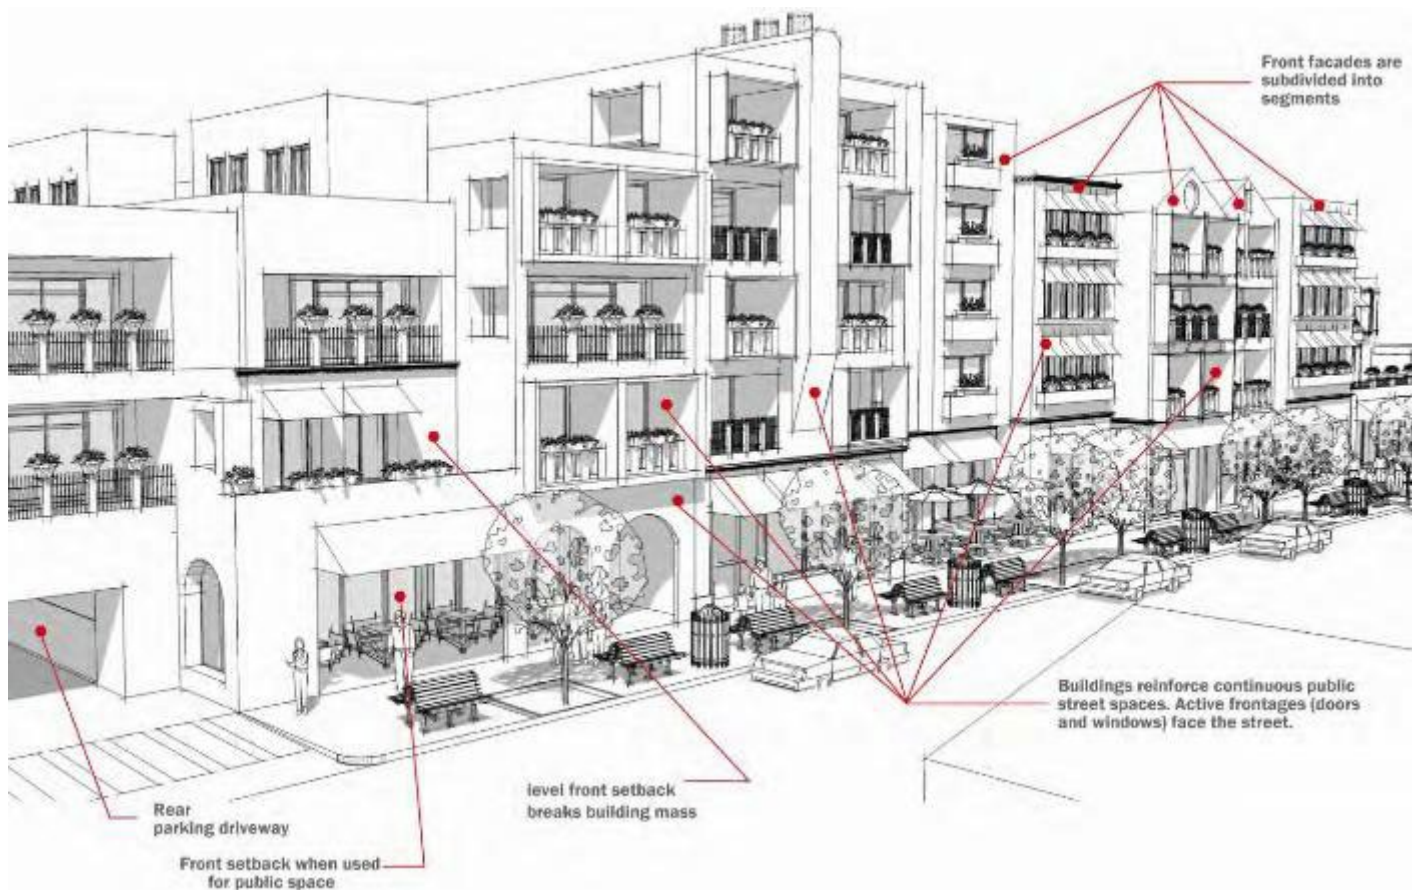 Front facades are
subdivided into
segments
Buildings reinforce continuous public
street spaces. Active frontages (doors
and windows) face the street.
level front setback
breaks building mass
Rear
parking driveway
Front setback when used
for public space